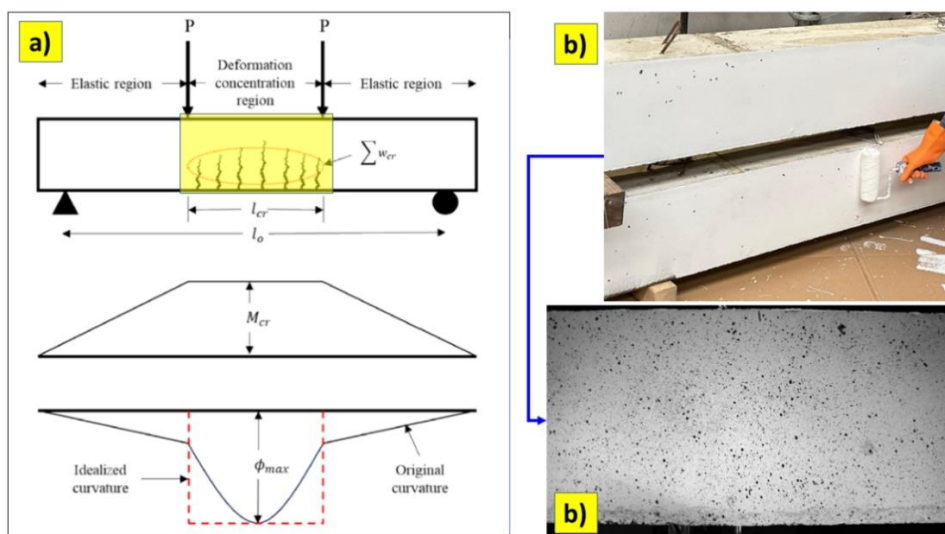 a)
P
P
Elastic region
Deformation
concentration
region
Elastic region
∑ w_cr
l_cr
l_o
M_cr
Idealized
curvature
ϕ_max
Original
curvature
b)
b)